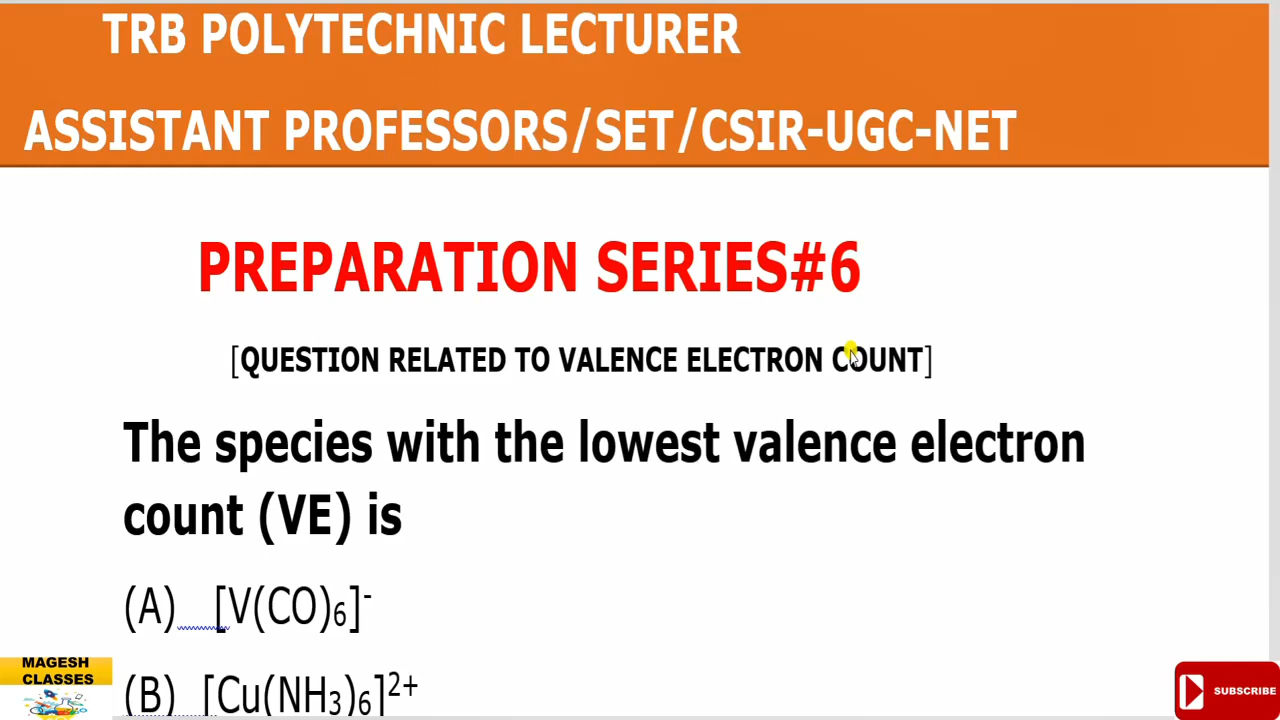 TRB POLYTECHNIC LECTURER
ASSISTANT PROFESSORS/SET/CSIR-UGC-NET
PREPARATION SERIES#6
[QUESTION RELATED TO VALENCE ELECTRON COUNT]
The species with the lowest valence electron
count (VE) is
(A) [V(CO)₆]⁻
(B) [Cu(NH₃)₆]²⁺
MAGESH
CLASSES
SUBSCRIBE